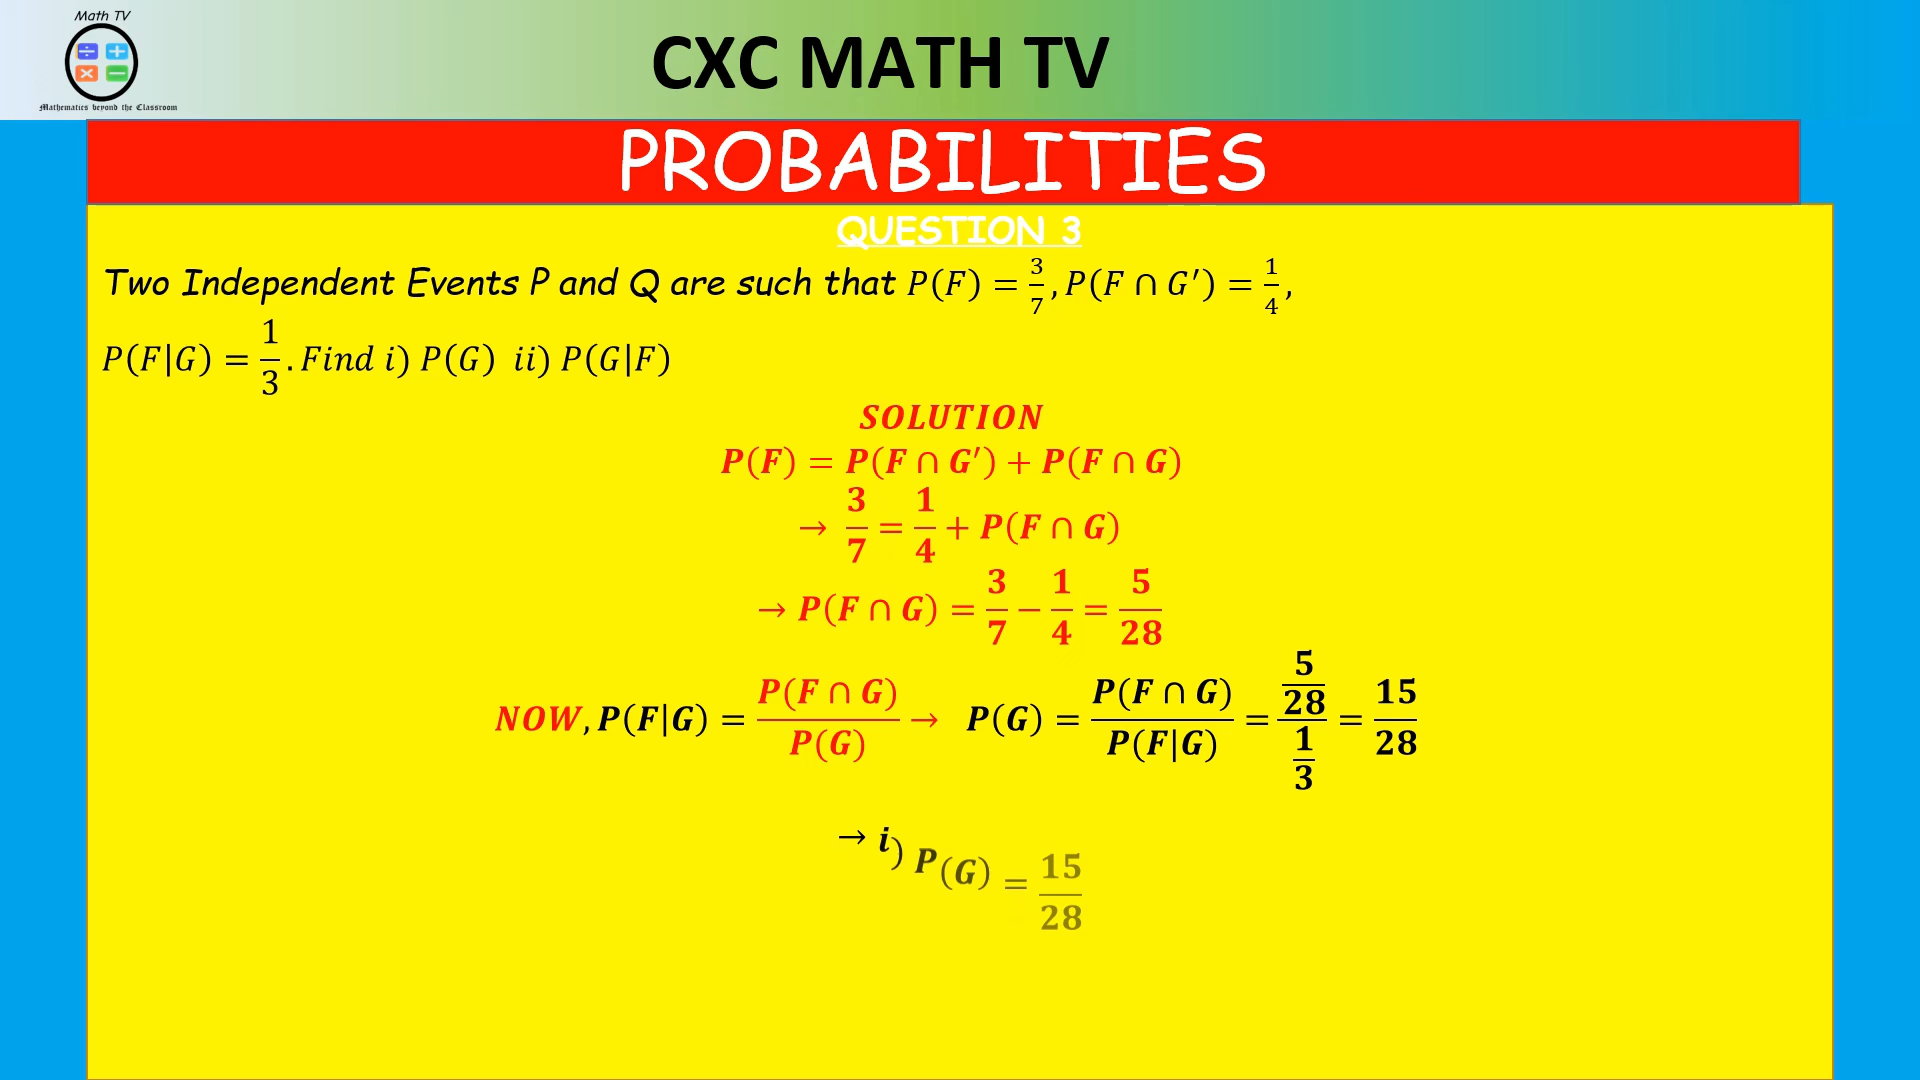 Math TV
Mathematics beyond the Classroom
CXC MATH TV
PROBABILITIES
QUESTION 3
Two Independent Events P and Q are such that P(F) = 3/7, P(F ∩ G′) = 1/4,
P(F|G) = 1/3. Find i) P(G) ii) P(G|F)
SOLUTION
P(F) = P(F ∩ G′) + P(F ∩ G)
→ 3/7 = 1/4 + P(F ∩ G)
→ P(F ∩ G) = 3/7 − 1/4 = 5/28
NOW, P(F|G) = P(F ∩ G)/P(G) → P(G) = P(F ∩ G)/P(F|G) = (5/28)/(1/3) = 15/28
→ i) P(G) = 15/28